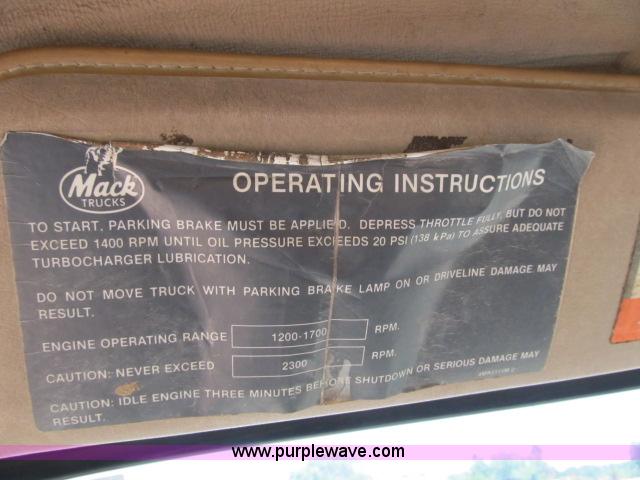 Mack
TRUCKS
OPERATING INSTRUCTIONS
TO START, PARKING BRAKE MUST BE APPLIED. DEPRESS THROTTLE FULLY, BUT DO NOT
EXCEED 1400 RPM UNTIL OIL PRESSURE EXCEEDS 20 PSI (138 kPa) TO ASSURE ADEQUATE
TURBOCHARGER LUBRICATION.
DO NOT MOVE TRUCK WITH PARKING BRAKE LAMP ON OR DRIVELINE DAMAGE MAY
RESULT.
ENGINE OPERATING RANGE 1200-1700 RPM.
CAUTION: NEVER EXCEED 2300 RPM.
CAUTION: IDLE ENGINE THREE MINUTES BEFORE SHUTDOWN OR SERIOUS DAMAGE MAY
RESULT.
www.purplewave.com